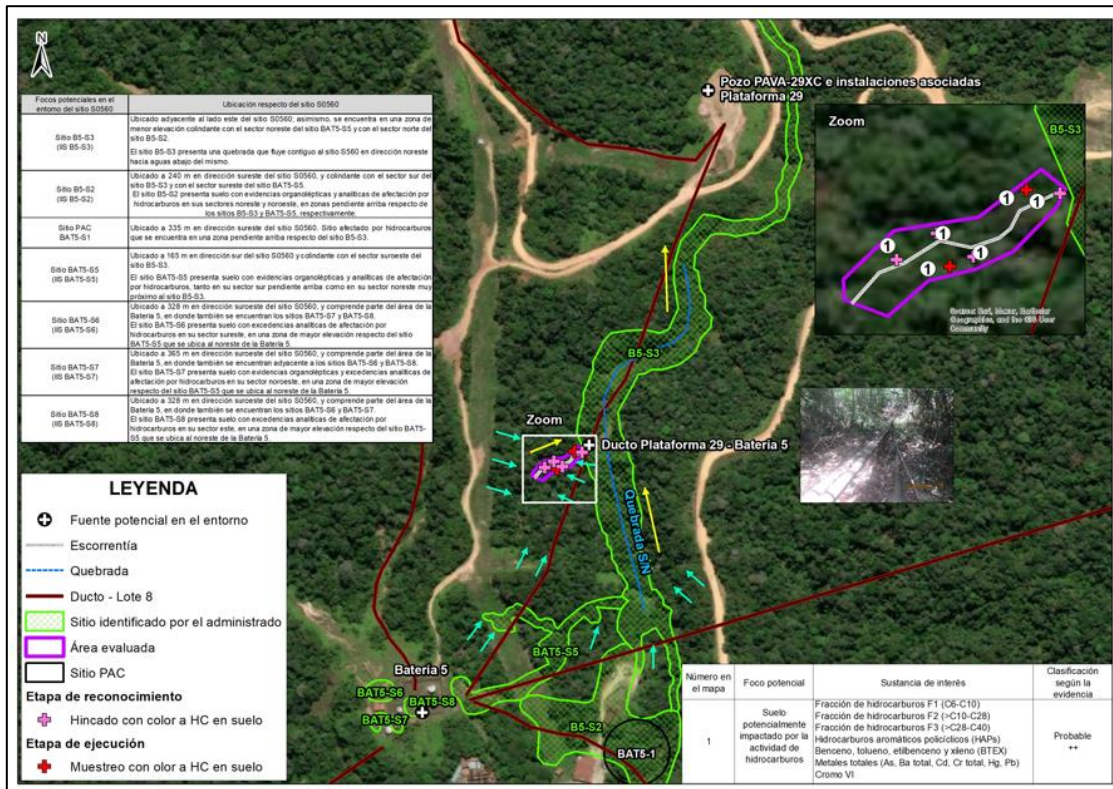 N
Focos potenciales en el
entorno del sitio S0560
Ubicación respecto del sitio S0560
Sitio B5-S3
(IIS B5-S3)
Ubicado adyacente al lado este del sitio S0560; asimismo, se encuentra en una zona de
menor elevación colindante con el sector noreste del sitio BAT5-S5 y con el sector norte del
sitio B5-S2.
El sitio B5-S3 presenta una quebrada que fluye contiguo al sitio S560 en dirección noreste
hacia aguas abajo del mismo.
Sitio B5-S2
(IIS B5-S2)
Ubicado a 240 m en dirección sureste del sitio S0560, y colindante con el sector sur del
sitio B5-S3 y con el sector sureste del sitio BAT5-S5.
El sitio B5-S2 presenta suelo con evidencias organolépticas y analíticas de afectación por
hidrocarburos en sus sectores noreste y noroeste, en zonas pendiente arriba respecto de
los sitios B5-S3 y BAT5-S5, respectivamente.
Sitio PAC
BAT5-S1
Ubicado a 335 m en dirección sureste del sitio S0560. Sitio afectado por hidrocarburos
que se encuentra en una zona pendiente arriba respecto del sitio B5-S3.
Sitio BAT5-S5
(IIS BAT5-S5)
Ubicado a 165 m en dirección sur del sitio S0560 y colindante con el sector suroeste del
sitio B5-S3.
El sitio BAT5-S5 presenta suelo con evidencias organolépticas y analíticas de afectación
por hidrocarburos, tanto en su sector sur pendiente arriba como en su sector noreste muy
próximo al sitio B5-S3.
Sitio BAT5-S6
(IIS BAT5-S6)
Ubicado a 328 m en dirección suroeste del sitio S0560, y comprende parte del área de la
Batería 5, en donde también se encuentran los sitios BAT5-S7 y BAT5-S8.
El sitio BAT5-S6 presenta suelo con excedencias analíticas de afectación por
hidrocarburos en su sector sureste, en una zona de mayor elevación respecto del sitio
BAT5-S5 que se ubica al noreste de la Batería 5.
Sitio BAT5-S7
(IIS BAT5-S7)
Ubicado a 365 m en dirección suroeste del sitio S0560, y comprende parte del área de la
Batería 5, en donde también se encuentran adyacente a los sitios BAT5-S6 y BAT5-S8.
El sitio BAT5-S7 presenta suelo con evidencias organolépticas y excedencias analíticas de
afectación por hidrocarburos en su sector noroeste, en una zona de mayor elevación
respecto del sitio BAT5-S5 que se ubica al noreste de la Batería 5.
Sitio BAT5-S8
(IIS BAT5-S8)
Ubicado a 328 m en dirección suroeste del sitio S0560, y comprende parte del área de la
Batería 5, en donde también se encuentran los sitios BAT5-S6 y BAT5-S7.
El sitio BAT5-S8 presenta suelo con excedencias analíticas de afectación por
hidrocarburos en su sector este, en una zona de mayor elevación respecto del sitio BAT5-
S5 que se ubica al noreste de la Batería 5.
Pozo PAVA-29XC e instalaciones asociadas
Plataforma 29
Zoom
B5-S3
1
1
1
1
1
1
Source: Esri, Maxar, Earthstar
Geographics, and the GIS User
Community
B5-S3
Zoom
Ducto Plataforma 29 - Batería 5
Quebrada S/N
BAT5-S5
Batería 5
BAT5-S6
BAT5-S8
BAT5-S7
B5-S2
BAT5-1
LEYENDA
Fuente potencial en el entorno
Escorrentía
Quebrada
Ducto - Lote 8
Sitio identificado por el administrado
Área evaluada
Sitio PAC
Etapa de reconocimiento
Hincado con color a HC en suelo
Etapa de ejecución
Muestreo con olor a HC en suelo
Número en
el mapa
Foco potencial
Sustancia de interés
Clasificación
según la
evidencia
1
Suelo
potencialmente
impactado por la
actividad de
hidrocarburos
Fracción de hidrocarburos F1 (C6-C10)
Fracción de hidrocarburos F2 (>C10-C28)
Fracción de hidrocarburos F3 (>C28-C40)
Hidrocarburos aromáticos policíclicos (HAPs)
Benceno, tolueno, etilbenceno y xileno (BTEX)
Metales totales (As, Ba total, Cd, Cr total, Hg, Pb)
Cromo VI
Probable
++